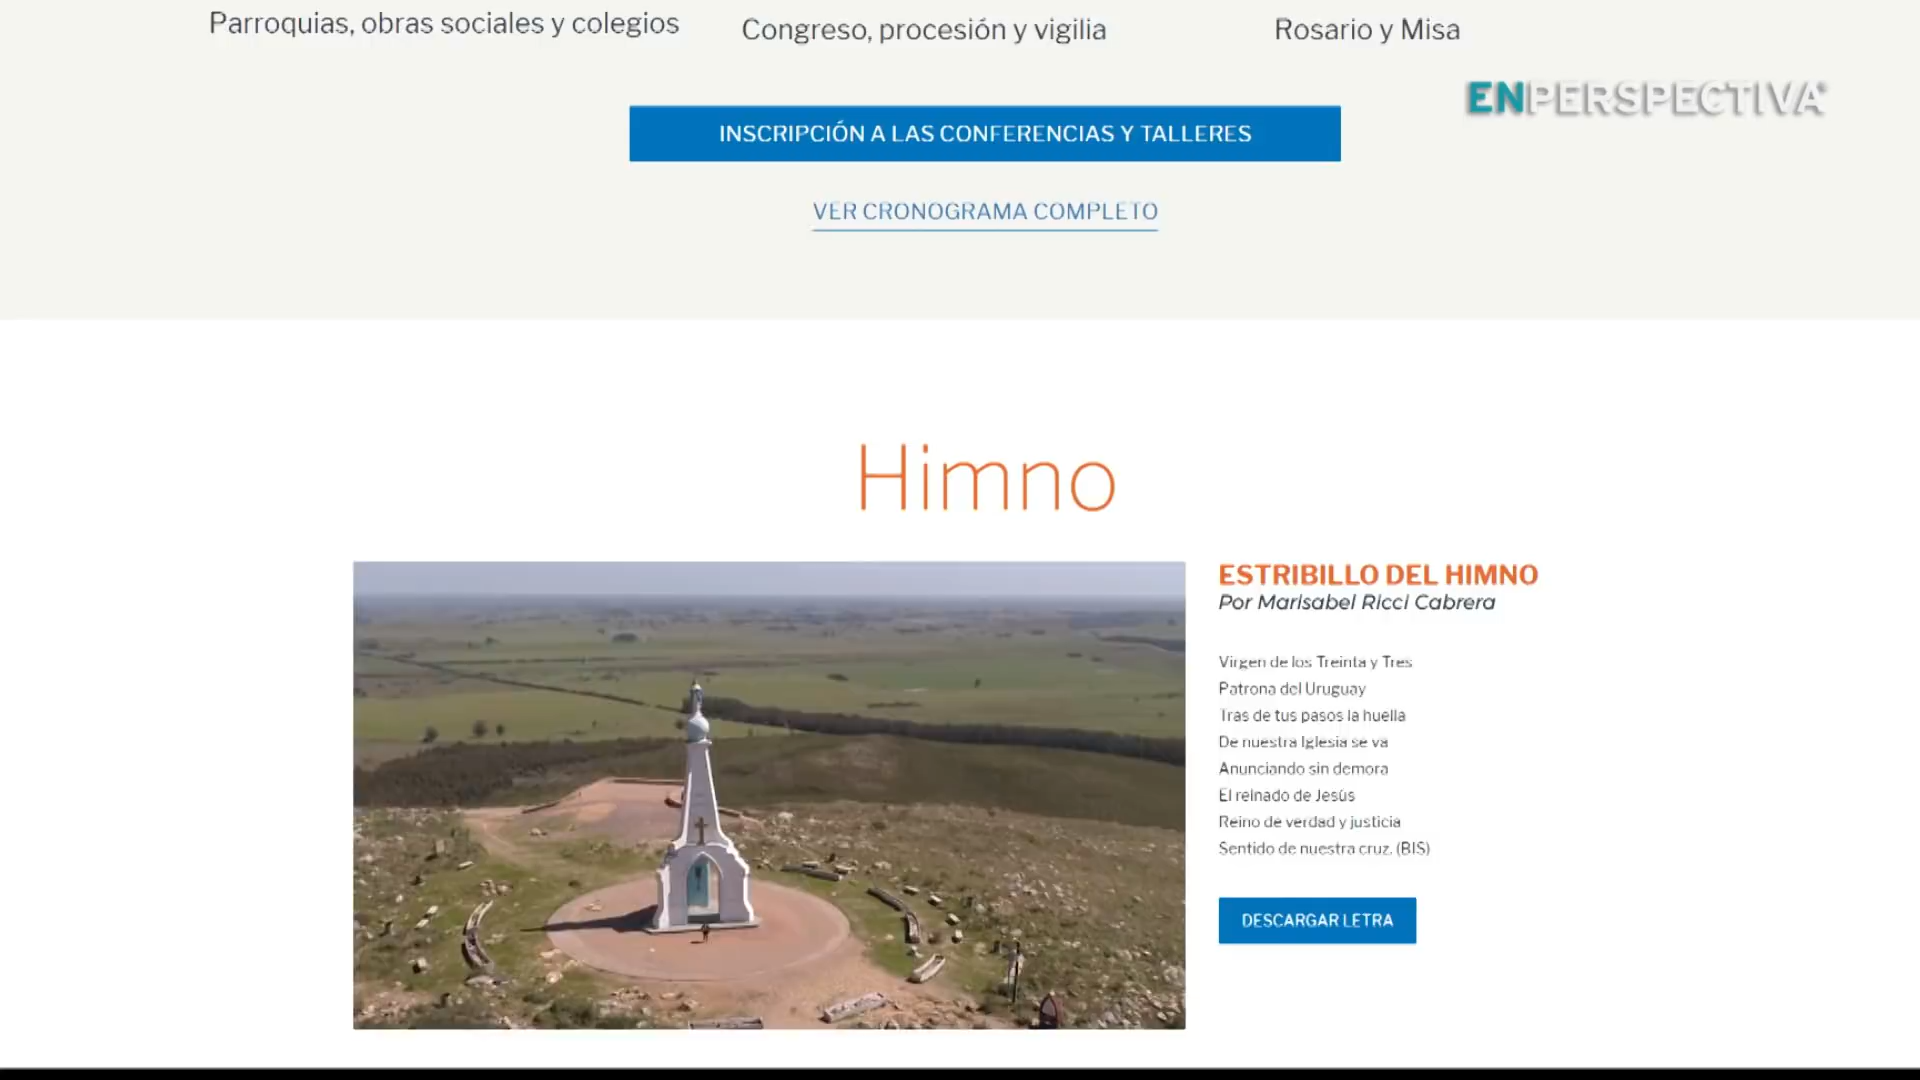 Parroquias, obras sociales y colegios
Congreso, procesión y vigilia
Rosario y Misa
ENPERSPECTIVA
INSCRIPCIÓN A LAS CONFERENCIAS Y TALLERES
VER CRONOGRAMA COMPLETO
Himno
ESTRIBILLO DEL HIMNO
Por Marisabel Ricci Cabrera
Virgen de los Treinta y Tres
Patrona del Uruguay
Tras de tus pasos la huella
De nuestra Iglesia se va
Anunciando sin demora
El reinado de Jesús
Reino de verdad y justicia
Sentido de nuestra cruz. (BIS)
DESCARGAR LETRA